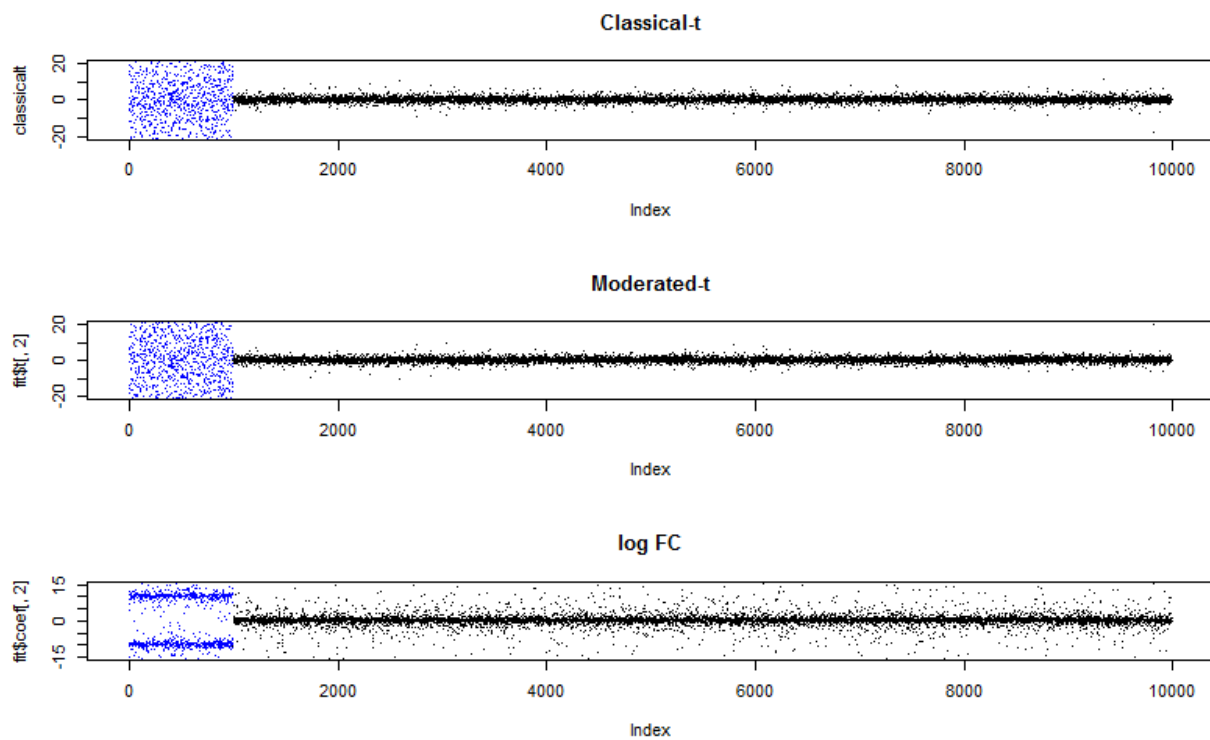 Classical-t
classicalt
20
0
-20
0 2000 4000 6000 8000 10000
Index
Moderated-t
fit$t[, 2]
20
0
-20
0 2000 4000 6000 8000 10000
Index
log FC
fit$coef[, 2]
15
0
-15
0 2000 4000 6000 8000 10000
Index